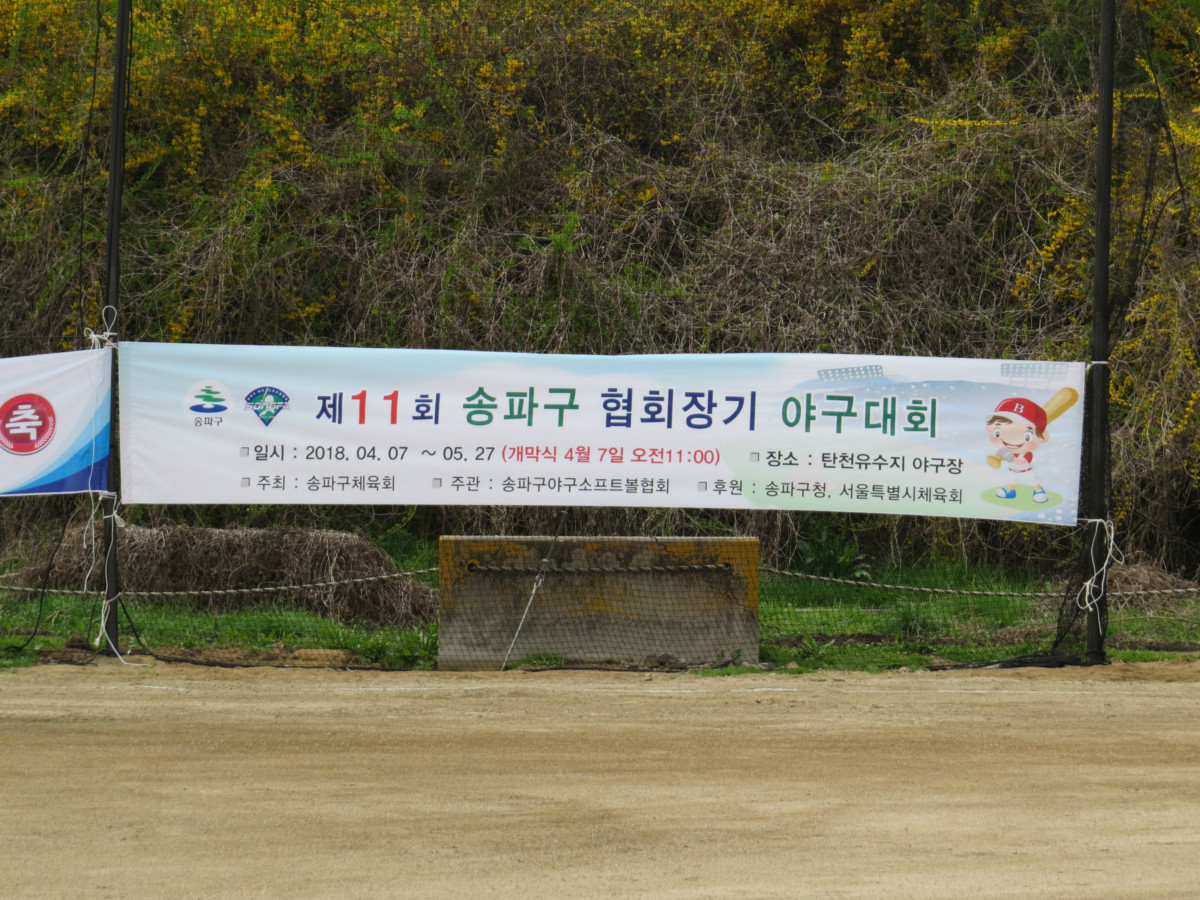 축
송파구
SONGPA
제11회 송파구 협회장기 야구대회
일시 : 2018. 04. 07 ~ 05. 27 (개막식 4월 7일 오전11:00) 장소 : 탄천유수지 야구장
주최 : 송파구체육회 주관 : 송파구야구소프트볼협회 후원 : 송파구청, 서울특별시체육회
B